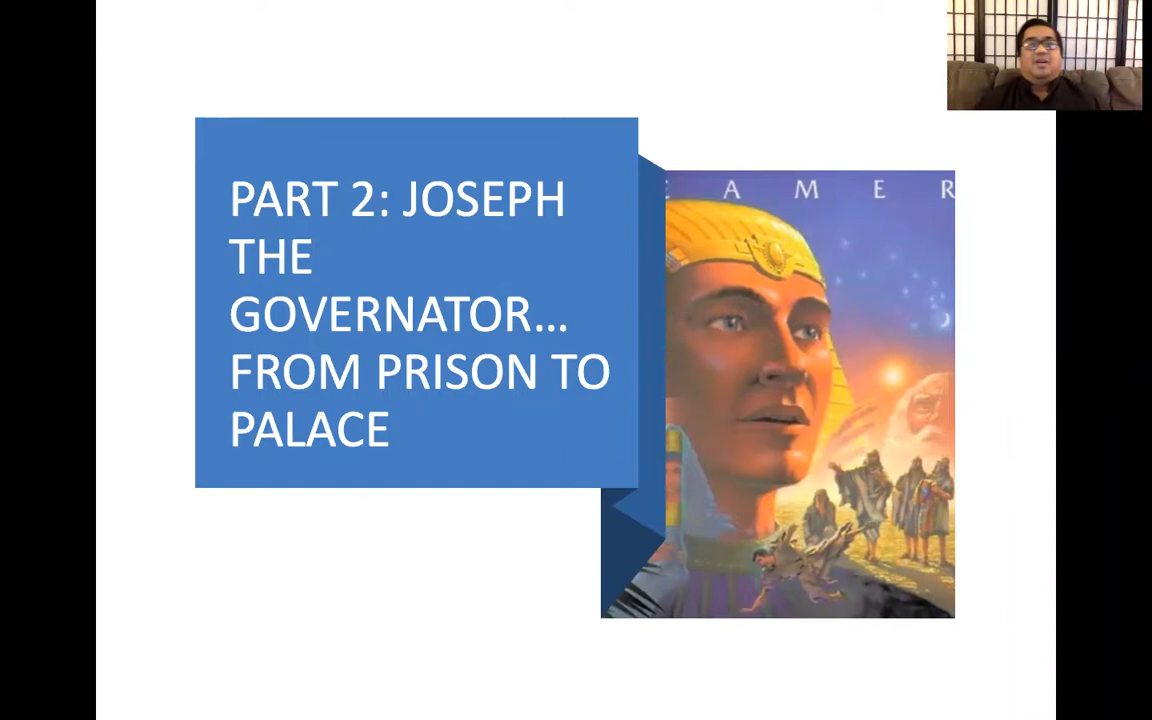 PART 2: JOSEPH
THE
GOVERNATOR...
FROM PRISON TO
PALACE
E A M E R